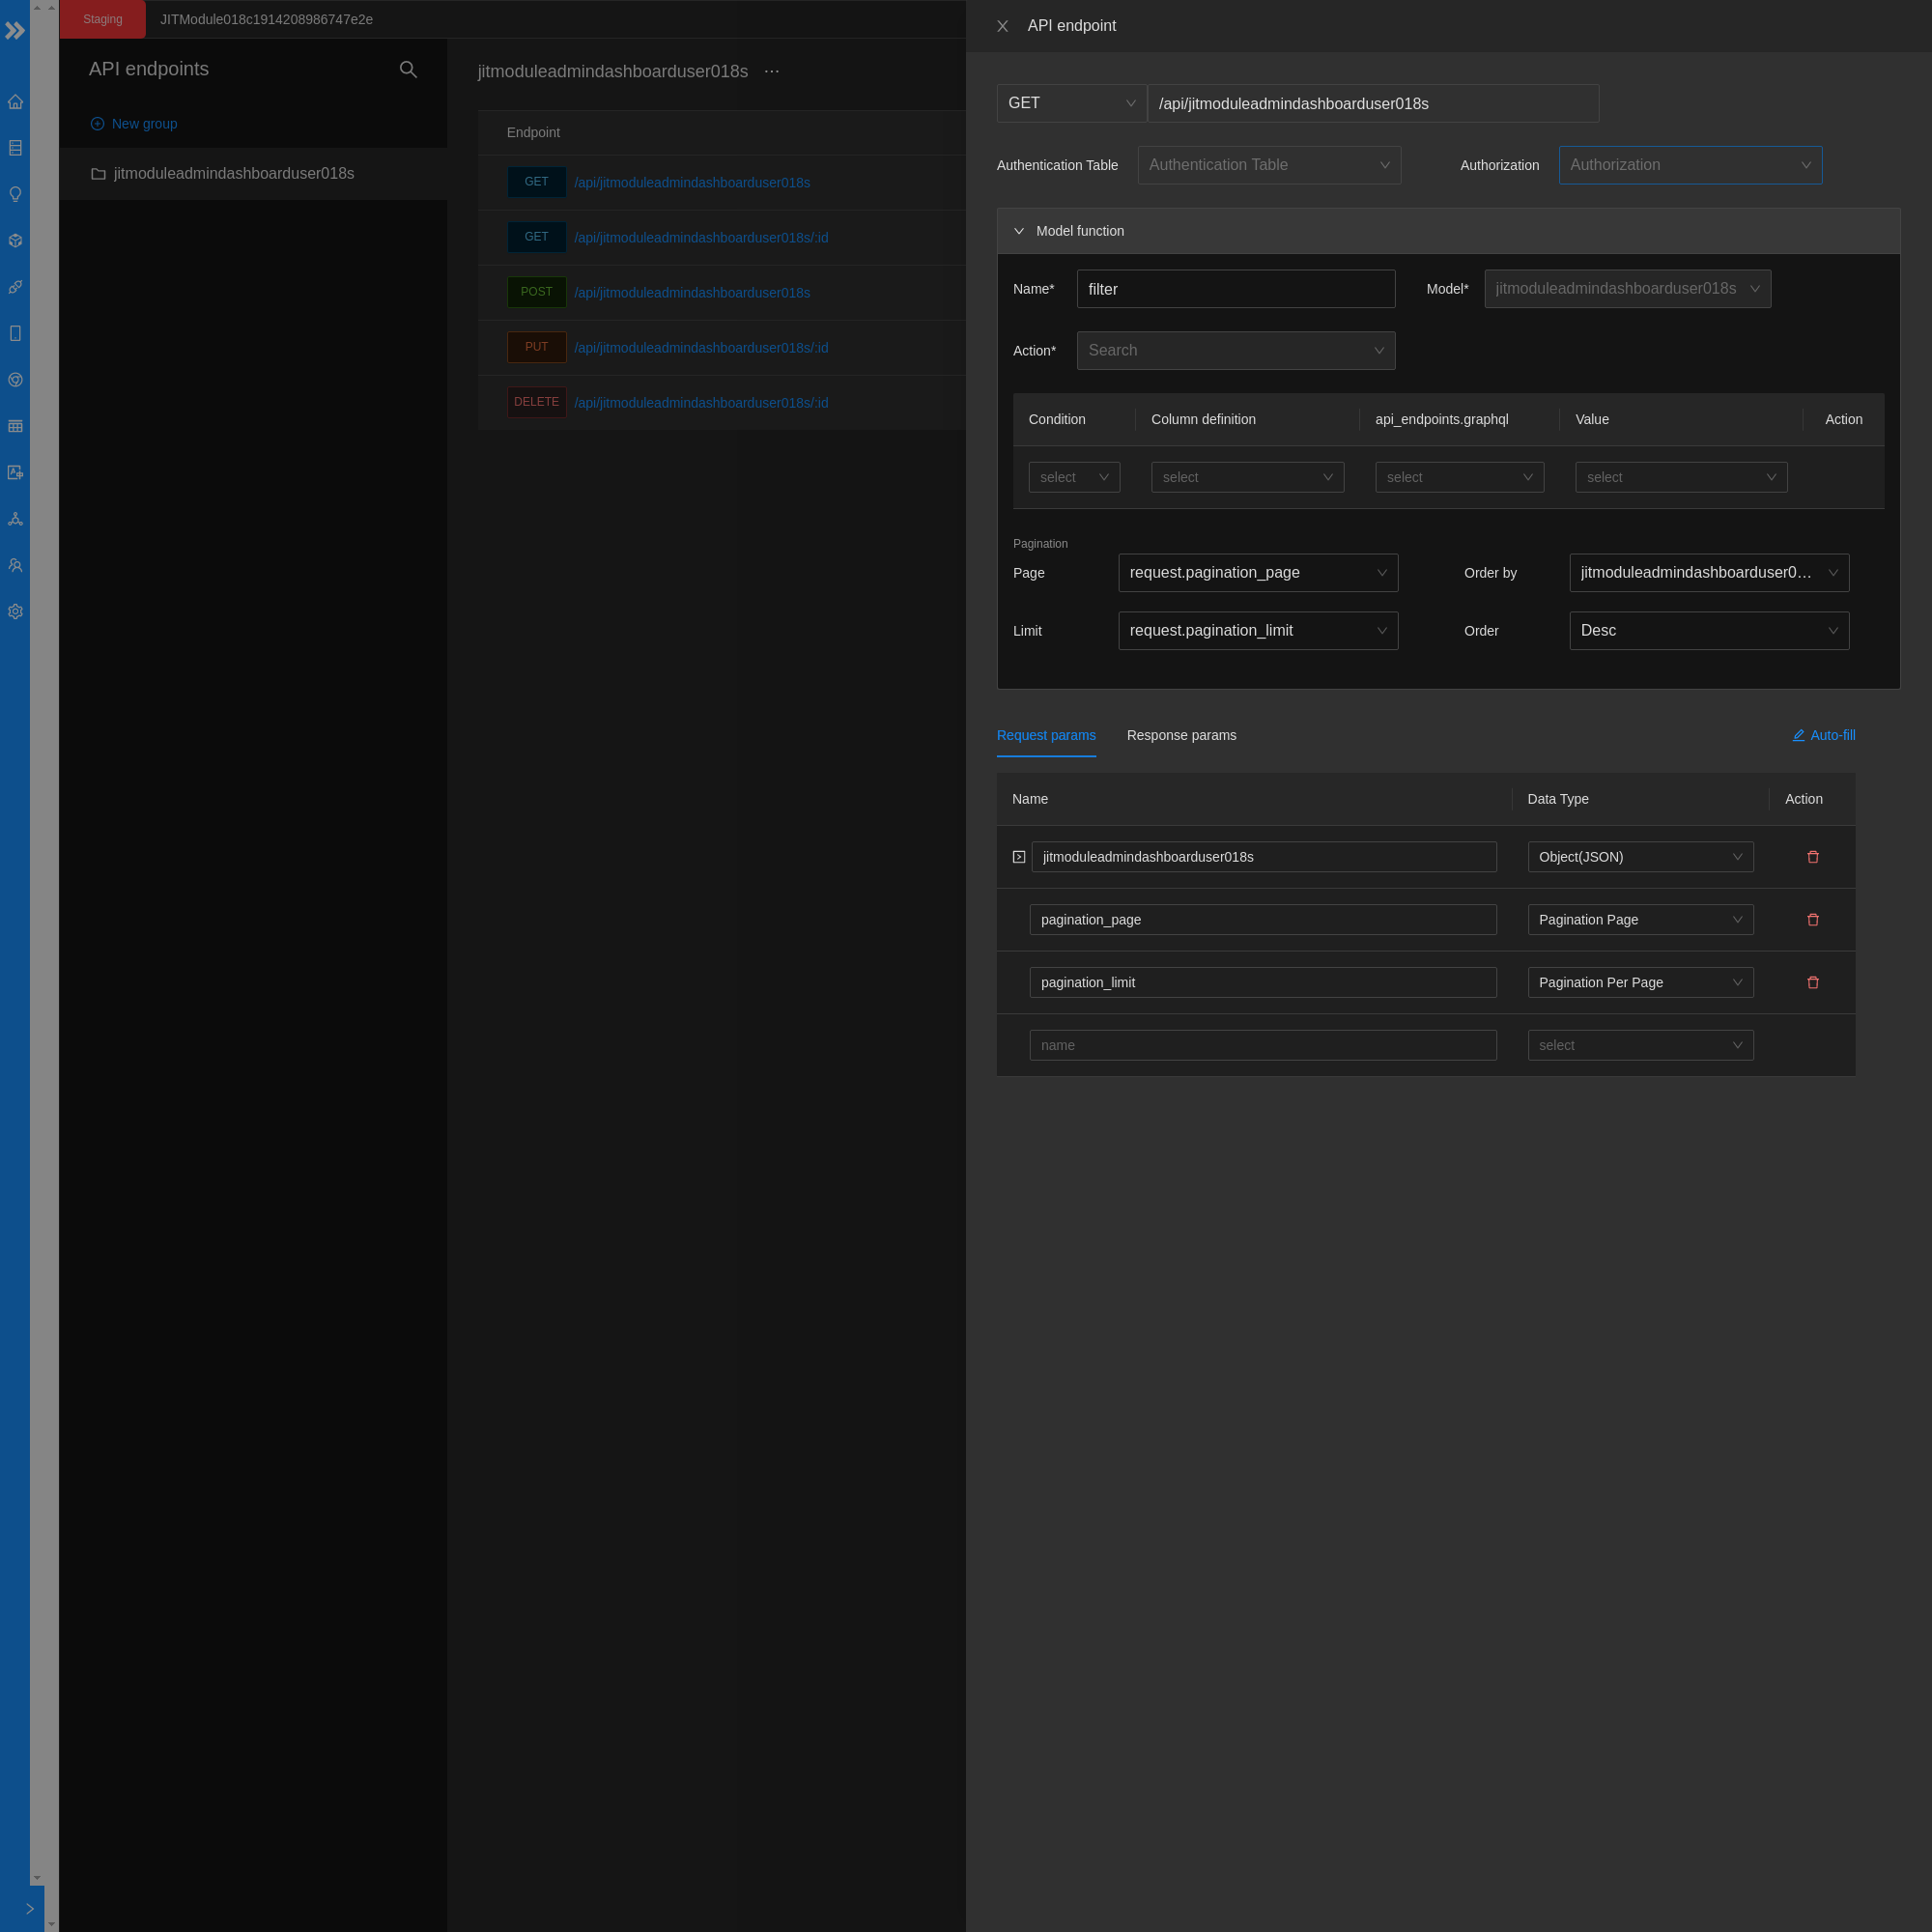 Staging
JITModule018c1914208986747e2e
API endpoints
New group
jitmoduleadmindashboarduser018s
jitmoduleadmindashboarduser018s ...
Endpoint
GET /api/jitmoduleadmindashboarduser018s
GET /api/jitmoduleadmindashboarduser018s/:id
POST /api/jitmoduleadmindashboarduser018s
PUT /api/jitmoduleadmindashboarduser018s/:id
DELETE /api/jitmoduleadmindashboarduser018s/:id
API endpoint
GET /api/jitmoduleadmindashboarduser018s
Authentication Table Authentication Table Authorization Authorization
Model function
Name* filter Model* jitmoduleadmindashboarduser018s
Action* Search
Condition Column definition api_endpoints.graphql Value Action
select select select select
Pagination
Page request.pagination_page Order by jitmoduleadmindashboarduser0...
Limit request.pagination_limit Order Desc
Request params Response params Auto-fill
Name Data Type Action
jitmoduleadmindashboarduser018s Object(JSON)
pagination_page Pagination Page
pagination_limit Pagination Per Page
name select